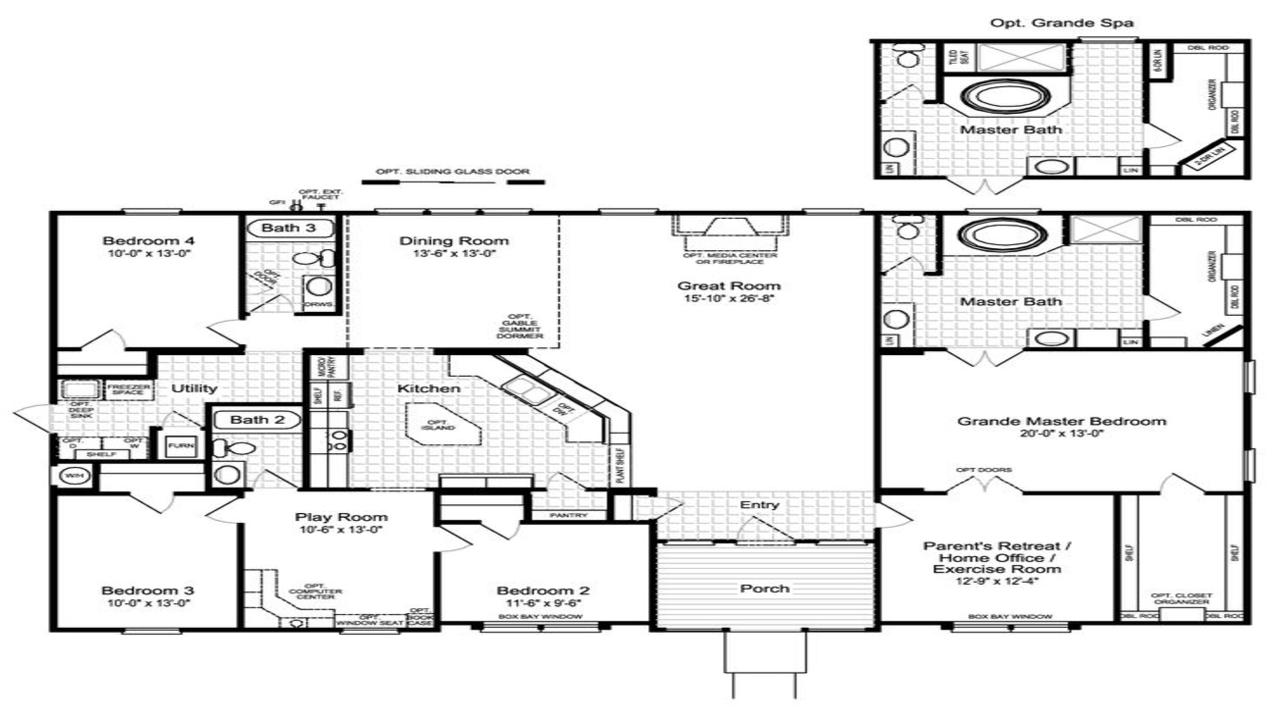 Opt. Grande Spa
TILED SEAT
6-DR LIN
DBL ROD
ORGANIZER
DBL ROD
Master Bath
2-DR LIN
LIN
LIN
OPT. SLIDING GLASS DOOR
OPT. EXT.
FAUCET
GFI
Bedroom 4
10'-0" x 13'-0"
Bath 3
OPT.
DOOR
DRWS.
Dining Room
13'-6" x 13'-0"
OPT.
GABLE
SUMMIT
DORMER
OPT. MEDIA CENTER
OR FIREPLACE
Great Room
15'-10" x 26'-8"
DBL ROD
ORGANIZER
DBL ROD
Master Bath
LINEN
LIN
LIN
Utility
FREEZER
SPACE
OPT.
DEEP
SINK
OPT.
D
OPT.
W
SHELF
FURN
W/H
Bath 2
MICRO/
PANTRY
SHELF
REF.
Kitchen
OPT.
ISLAND
OPT.
DW
PLANT SHELF
PANTRY
Grande Master Bedroom
20'-0" x 13'-0"
OPT DOORS
Entry
Play Room
10'-6" x 13'-0"
OPT.
COMPUTER
CENTER
OPT.
WINDOW SEAT
OPT.
BOOK
CASE
Bedroom 3
10'-0" x 13'-0"
Bedroom 2
11'-6" x 9'-6"
BOX BAY WINDOW
Porch
Parent's Retreat /
Home Office /
Exercise Room
12'-9" x 12'-4"
BOX BAY WINDOW
SHELF
SHELF
OPT. CLOSET
ORGANIZER
DBL ROD
DBL ROD